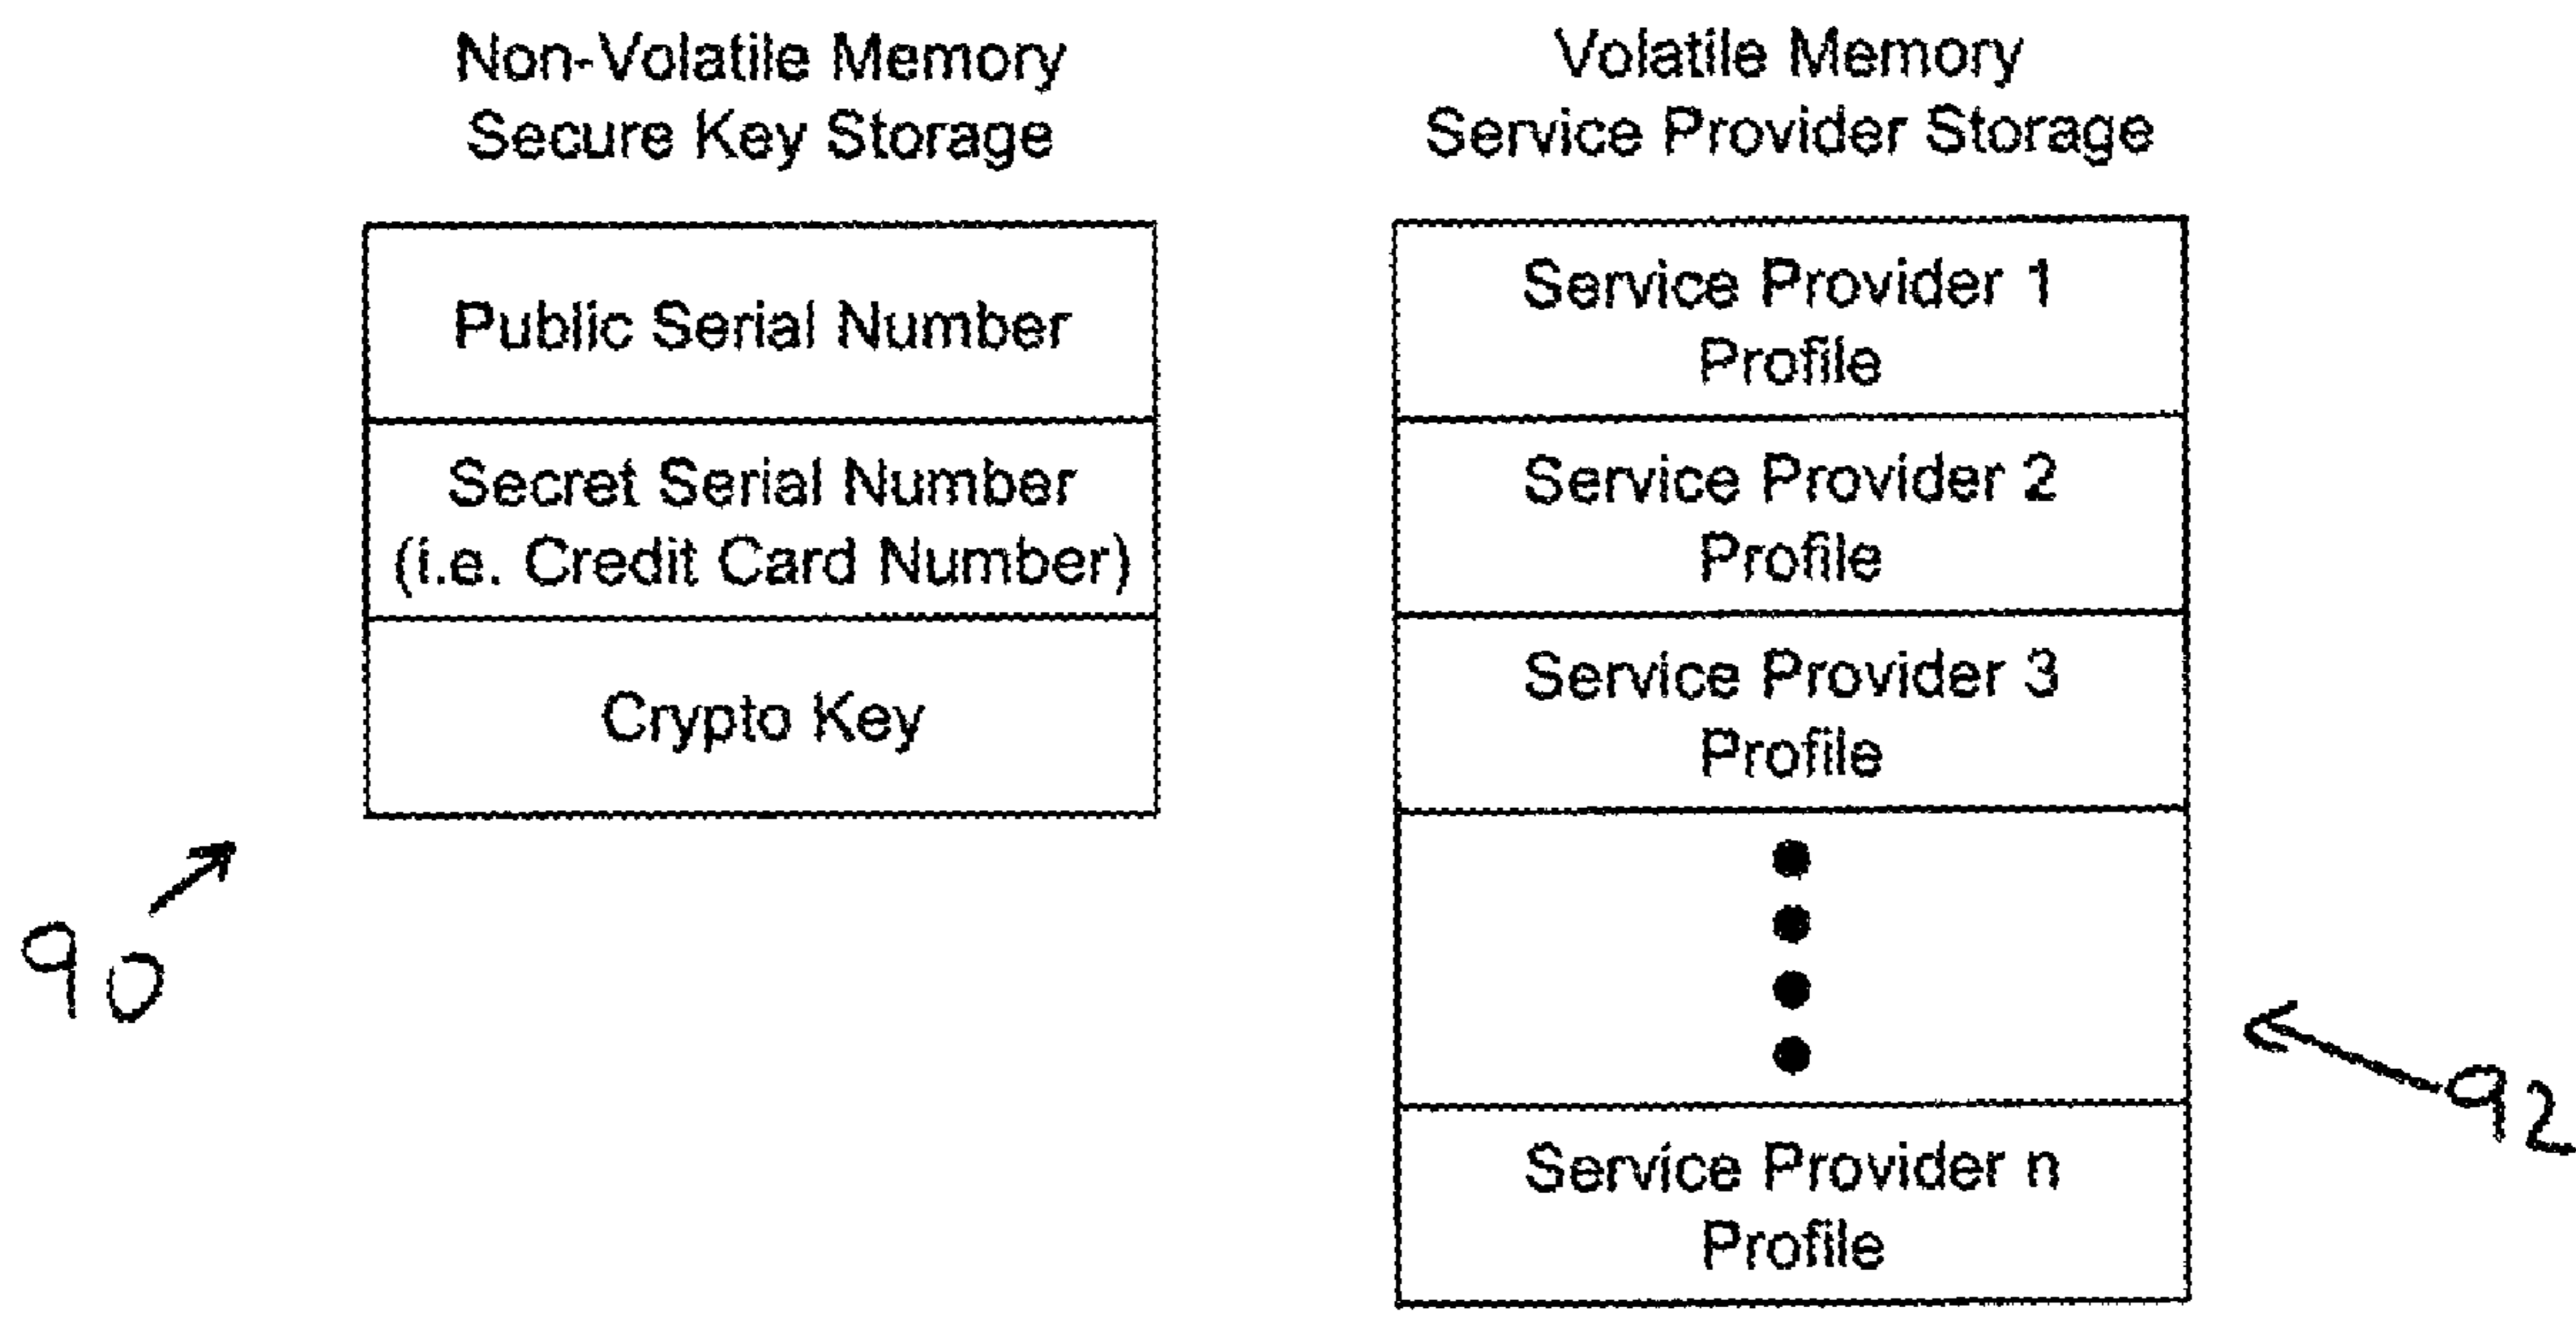 Non-Volatile Memory
Secure Key Storage
Public Serial Number
Secret Serial Number
(i.e. Credit Card Number)
Crypto Key
90
Volatile Memory
Service Provider Storage
Service Provider 1
Profile
Service Provider 2
Profile
Service Provider 3
Profile
Service Provider n
Profile
92